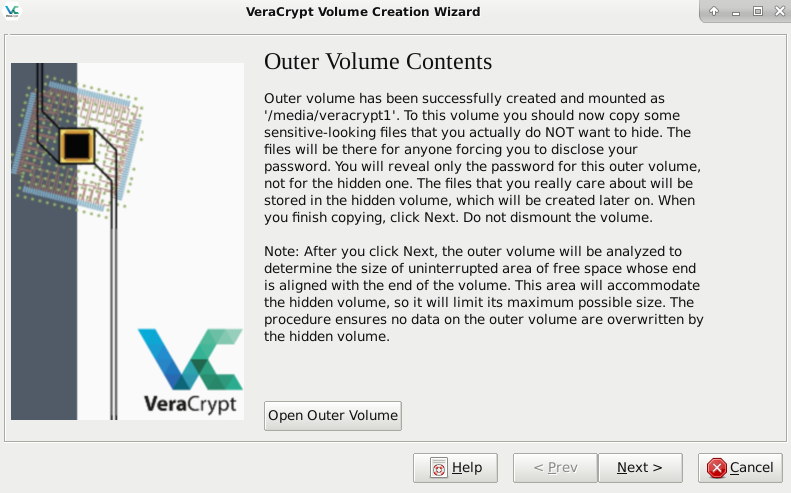 VeraCrypt Volume Creation Wizard
Outer Volume Contents
Outer volume has been successfully created and mounted as
'/media/veracrypt1'. To this volume you should now copy some
sensitive-looking files that you actually do NOT want to hide. The
files will be there for anyone forcing you to disclose your
password. You will reveal only the password for this outer volume,
not for the hidden one. The files that you really care about will be
stored in the hidden volume, which will be created later on. When
you finish copying, click Next. Do not dismount the volume.
Note: After you click Next, the outer volume will be analyzed to
determine the size of uninterrupted area of free space whose end
is aligned with the end of the volume. This area will accommodate
the hidden volume, so it will limit its maximum possible size. The
procedure ensures no data on the outer volume are overwritten by
the hidden volume.
VeraCrypt
Open Outer Volume
Help
< Prev
Next >
Cancel